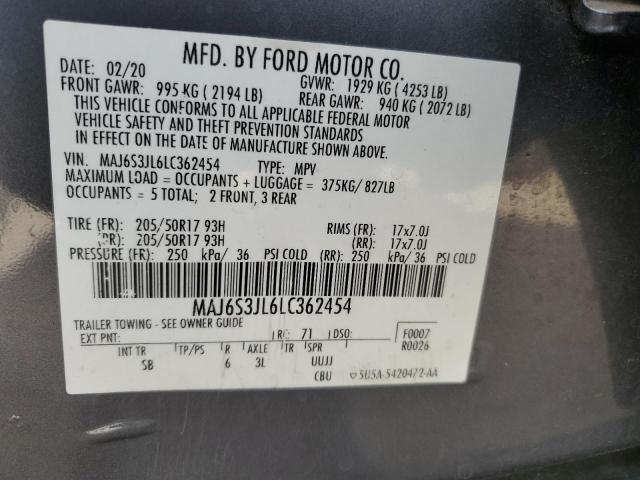 MFD. BY FORD MOTOR CO.
DATE: 02/20 GVWR: 1929 KG (4253 LB)
FRONT GAWR: 995 KG (2194 LB) REAR GAWR: 940 KG (2072 LB)
THIS VEHICLE CONFORMS TO ALL APPLICABLE FEDERAL MOTOR
VEHICLE SAFETY AND THEFT PREVENTION STANDARDS
IN EFFECT ON THE DATE OF MANUFACTURE SHOWN ABOVE.
VIN: MAJ6S3JL6LC362454 TYPE: MPV
MAXIMUM LOAD = OCCUPANTS + LUGGAGE = 375KG/ 827LB
OCCUPANTS = 5 TOTAL; 2 FRONT, 3 REAR
TIRE (FR): 205/50R17 93H RIMS (FR): 17x7.0J
(RR): 205/50R17 93H (RR): 17x7.0J
PRESSURE (FR): 250 kPa/ 36 PSI COLD (RR): 250 kPa/ 36 PSI COLD
MAJ6S3JL6LC362454
TRAILER TOWING - SEE OWNER GUIDE
EXT PNT: RC: 71 DSO: F0007
R0026
INT TR TP/PS R AXLE TR SPR
SB 6 3L UUJJ
CBU 5U5A-5420472-AA